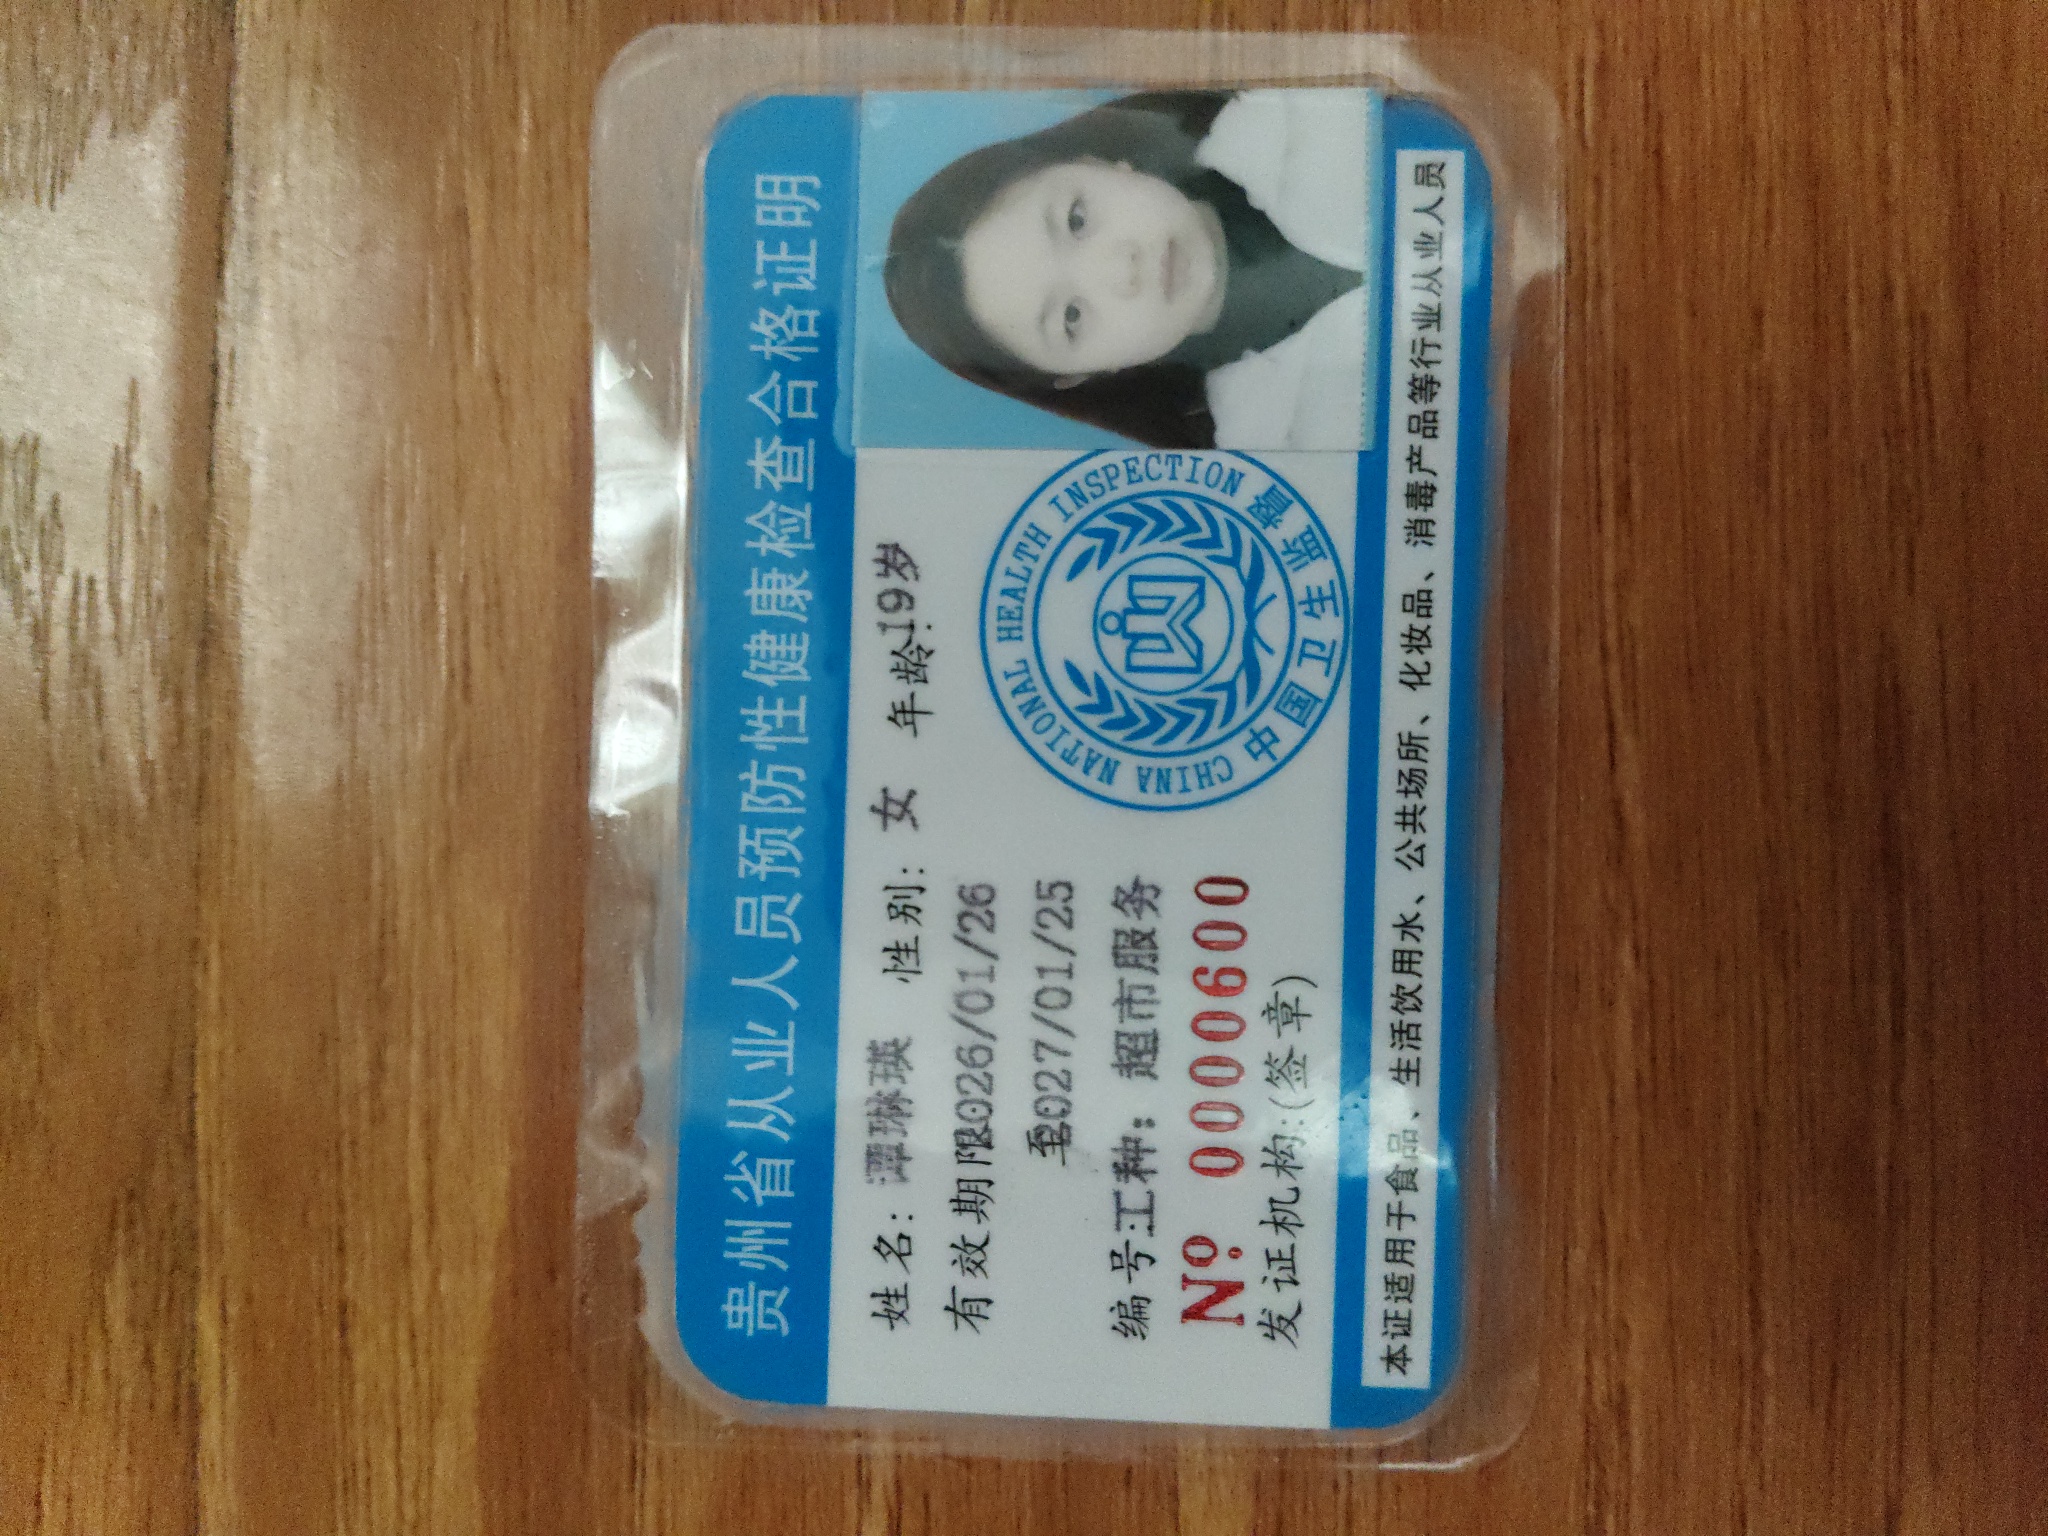 贵州省从业人员预防性健康检查合格证明
姓名: 谭琳瑛 性别: 女 年龄:19岁
有效期限2026/01/26
至2027/01/25
编号:工种: 超市服务
Nº 0000600
发证机构:(签章)
CHINA NATIONAL HEALTH INSPECTION
中国卫生监督
本证适用于食品、生活饮用水、公共场所、化妆品、消毒产品等行业从业人员